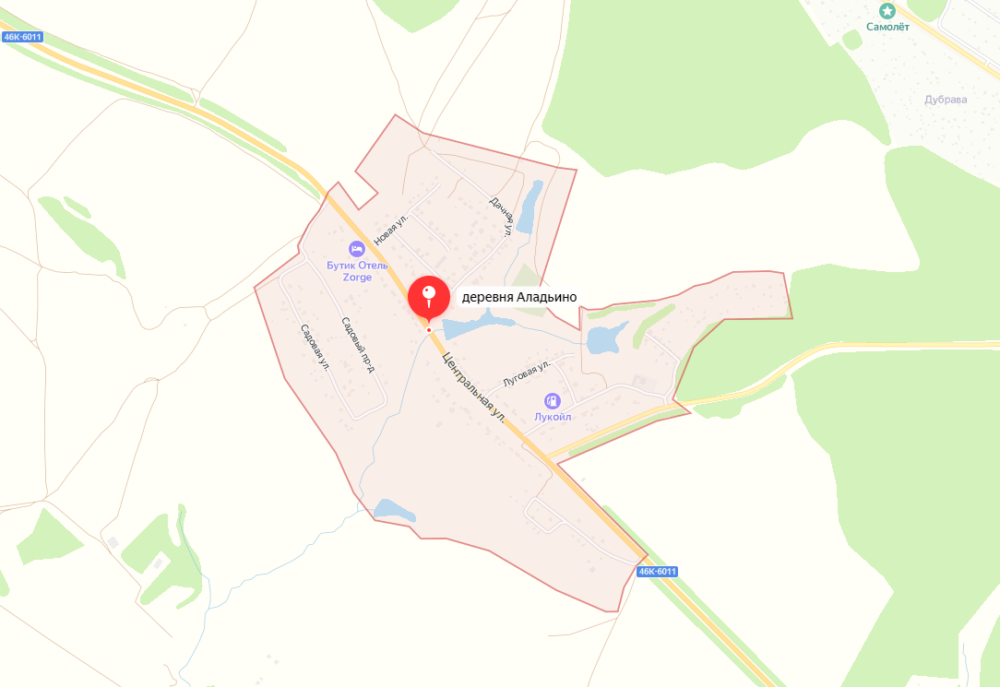 Самолёт
46К-6011
Дубрава
Дачная ул.
Новая ул.
Бутик Отель
Zorge
деревня Аладьино
Садовая ул.
Садовый пр-д
Центральная ул.
Луговая ул.
Лукойл
46К-6011